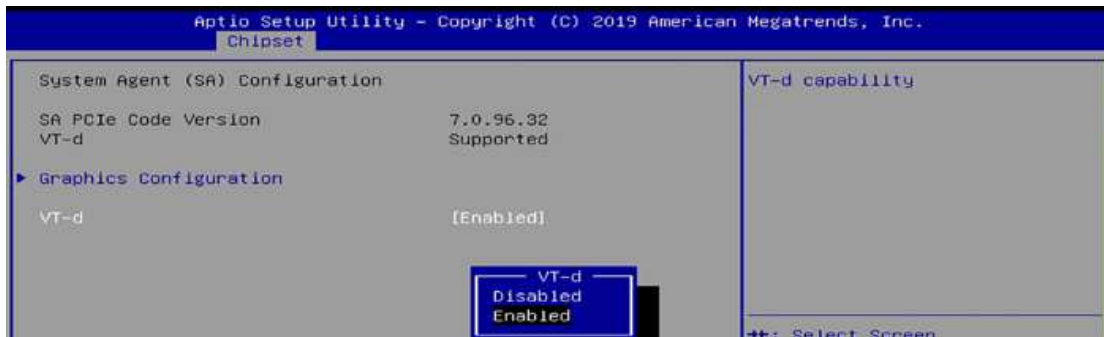 Aptio Setup Utility – Copyright (C) 2019 American Megatrends, Inc.
Chipset
System Agent (SA) Configuration
VT-d capability
SA PCIe Code Version 7.0.96.32
VT-d Supported
► Graphics Configuration
VT-d [Enabled]
VT-d
Disabled
Enabled
→←: Select Screen